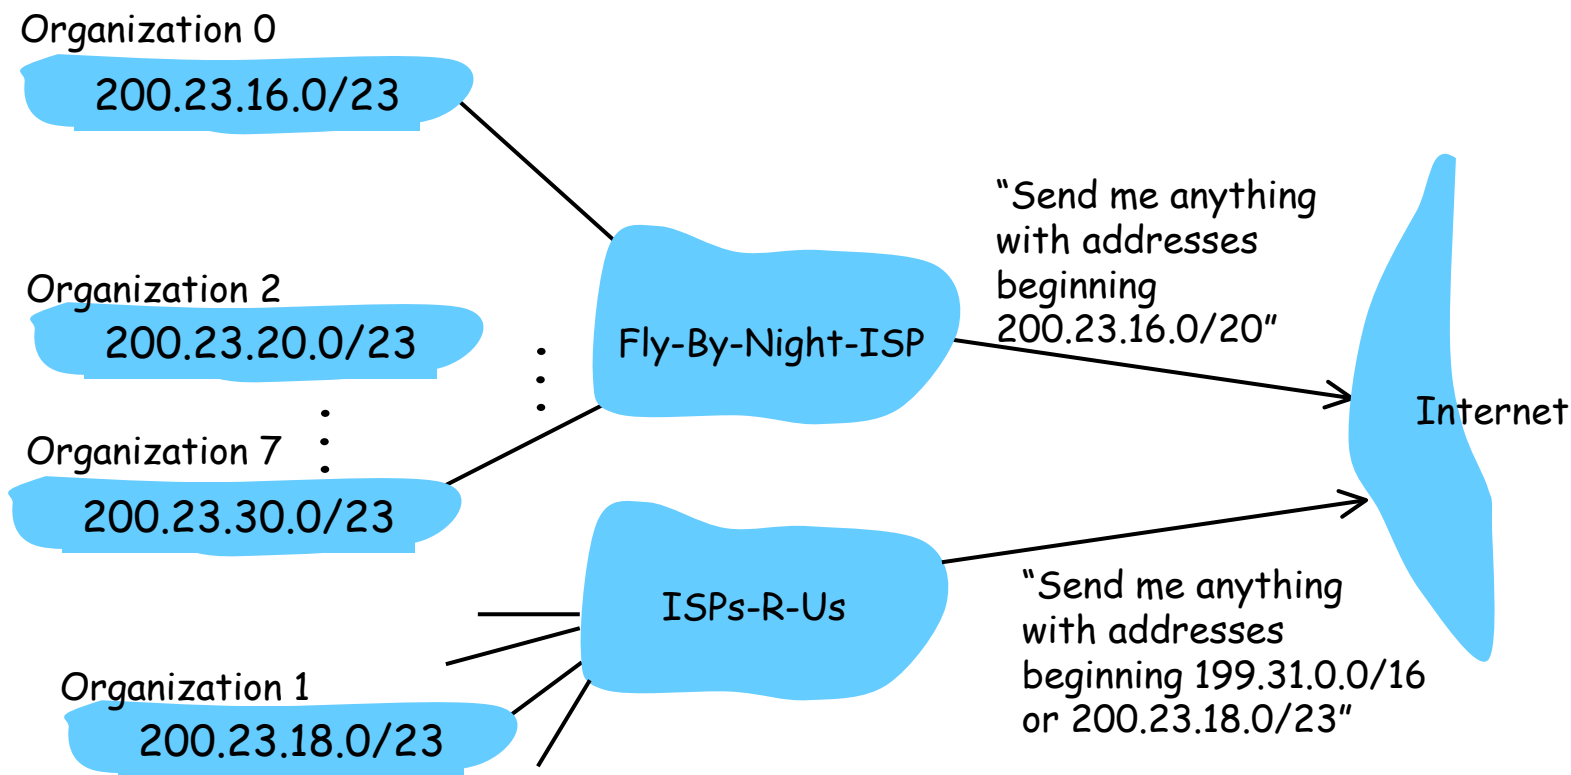 Organization 0
200.23.16.0/23
Organization 2
200.23.20.0/23
Organization 7
200.23.30.0/23
Fly-By-Night-ISP
“Send me anything
with addresses
beginning
200.23.16.0/20”
Internet
ISPs-R-Us
Organization 1
200.23.18.0/23
“Send me anything
with addresses
beginning 199.31.0.0/16
or 200.23.18.0/23”